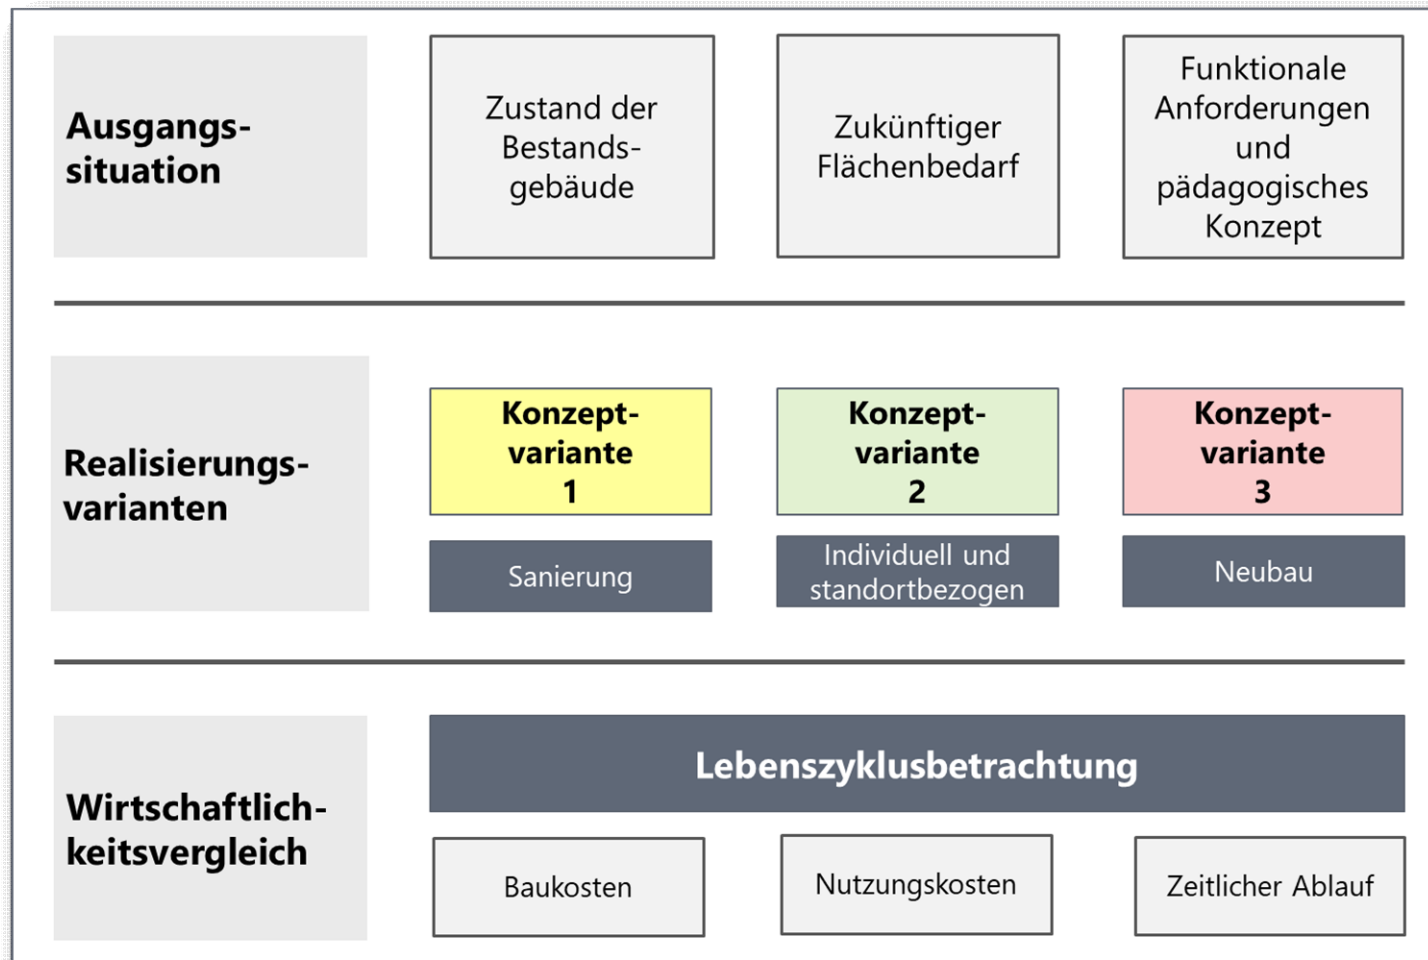 Ausgangs-
situation
Zustand der
Bestands-
gebäude
Zukünftiger
Flächenbedarf
Funktionale
Anforderungen
und
pädagogisches
Konzept
Realisierungs-
varianten
Konzept-
variante
1
Sanierung
Konzept-
variante
2
Individuell und
standortbezogen
Konzept-
variante
3
Neubau
Wirtschaftlich-
keitsvergleich
Lebenszyklusbetrachtung
Baukosten
Nutzungskosten
Zeitlicher Ablauf